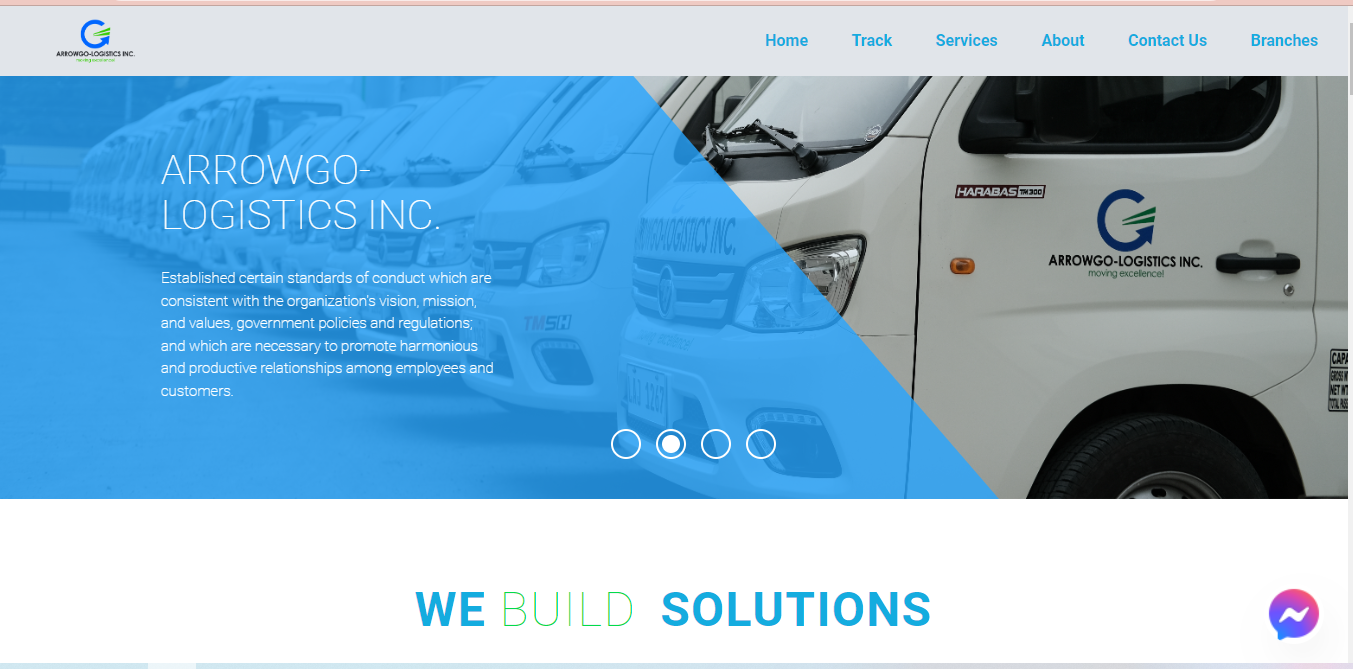 ARROWGO-LOGISTICS INC.
moving excellence!
Home Track Services About Contact Us Branches
ARROWGO-
LOGISTICS INC.
Established certain standards of conduct which are
consistent with the organization's vision, mission,
and values, government policies and regulations;
and which are necessary to promote harmonious
and productive relationships among employees and
customers.
ARROWGO-LOGISTICS INC.
TM5H
HARABAS TM300
ARROWGO-LOGISTICS INC.
moving excellence!
WE BUILD SOLUTIONS